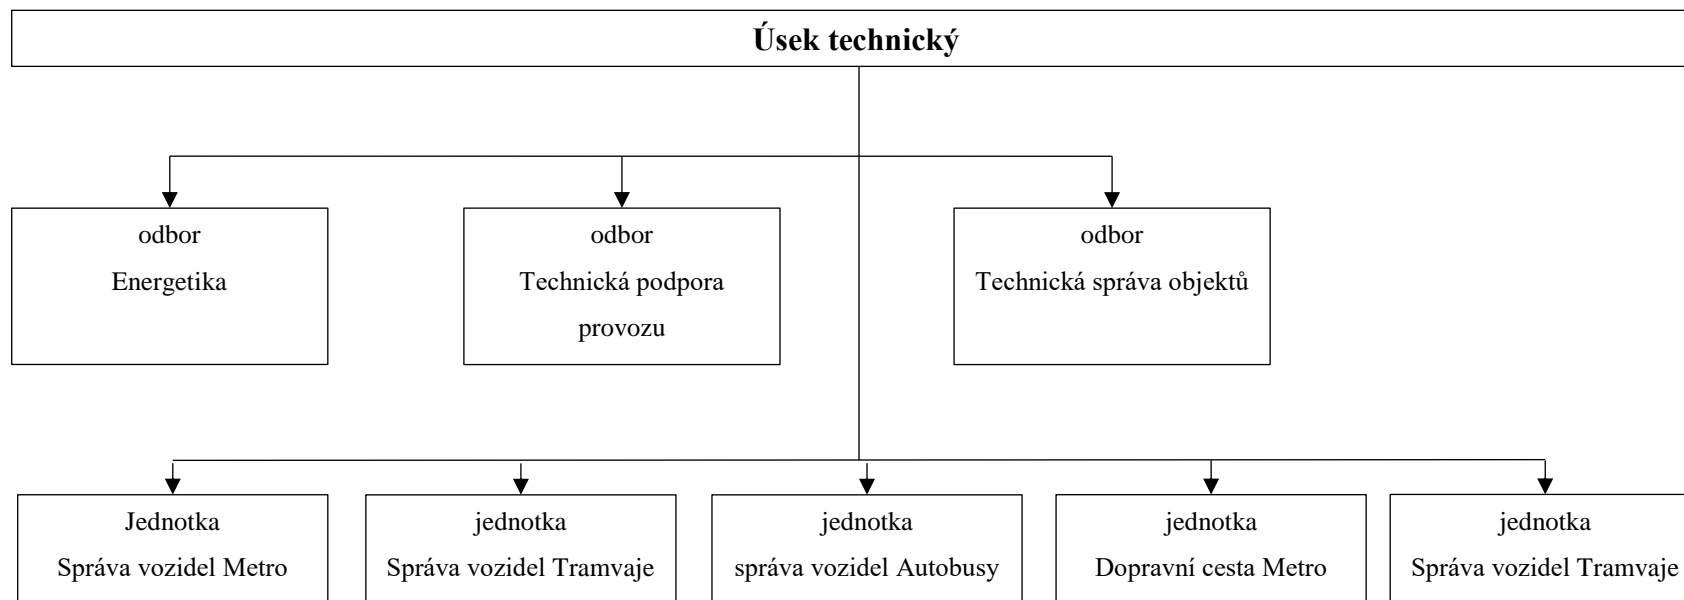 Úsek technický
odbor
Energetika
odbor
Technická podpora
provozu
odbor
Technická správa objektů
Jednotka
Správa vozidel Metro
jednotka
Správa vozidel Tramvaje
jednotka
správa vozidel Autobusy
jednotka
Dopravní cesta Metro
jednotka
Správa vozidel Tramvaje